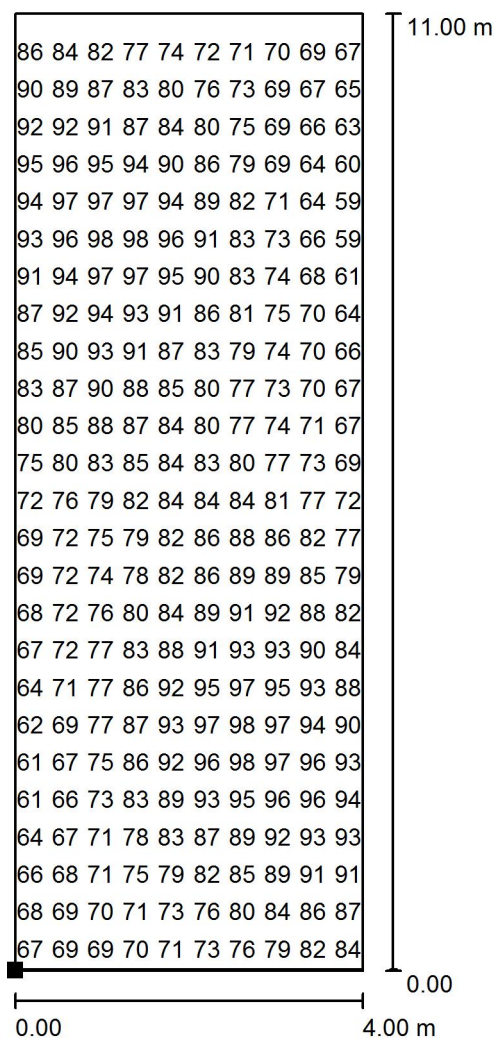 11.00 m
86 84 82 77 74 72 71 70 69 67
90 89 87 83 80 76 73 69 67 65
92 92 91 87 84 80 75 69 66 63
95 96 95 94 90 86 79 69 64 60
94 97 97 97 94 89 82 71 64 59
93 96 98 98 96 91 83 73 66 59
91 94 97 97 95 90 83 74 68 61
87 92 94 93 91 86 81 75 70 64
85 90 93 91 87 83 79 74 70 66
83 87 90 88 85 80 77 73 70 67
80 85 88 87 84 80 77 74 71 67
75 80 83 85 84 83 80 77 73 69
72 76 79 82 84 84 84 81 77 72
69 72 75 79 82 86 88 86 82 77
69 72 74 78 82 86 89 89 85 79
68 72 76 80 84 89 91 92 88 82
67 72 77 83 88 91 93 93 90 84
64 71 77 86 92 95 97 95 93 88
62 69 77 87 93 97 98 97 94 90
61 67 75 86 92 96 98 97 96 93
61 66 73 83 89 93 95 96 96 94
64 67 71 78 83 87 89 92 93 93
66 68 71 75 79 82 85 89 91 91
68 69 70 71 73 76 80 84 86 87
67 69 69 70 71 73 76 79 82 84
0.00
0.00 4.00 m